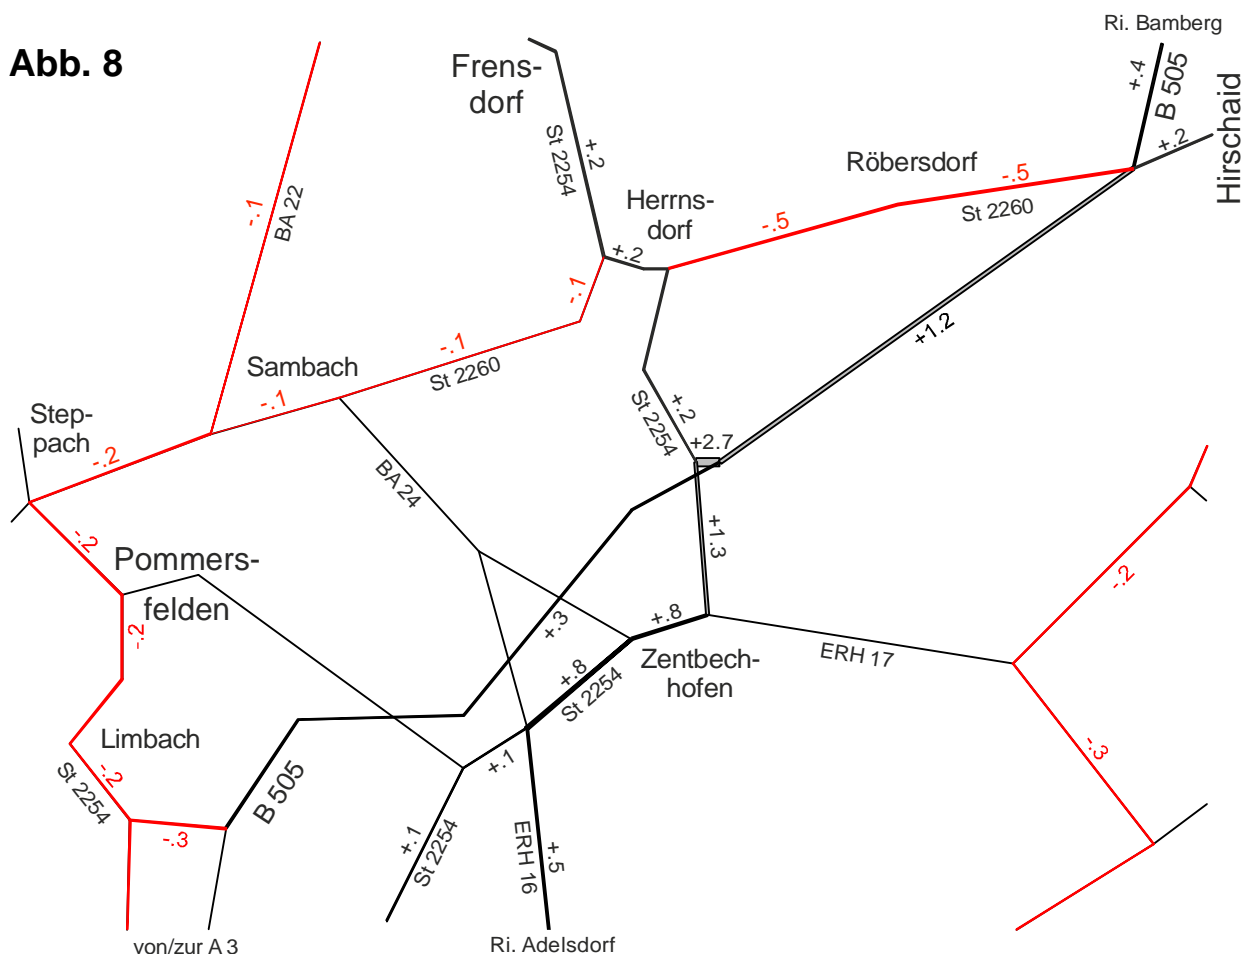 Abb. 8
Ri. Bamberg
+.4
B 505
+.2
Hirschaid
Frens-
dorf
+.2
St 2254
Röbersdorf
-.5
St 2260
Herrns-
dorf
-.5
+.2
-.1
BA 22
-.1
+1.2
Sambach
-.1
St 2260
-.1
Step-
pach
-.2
+.2
St 2254
+2.7
BA 24
+1.3
-.2
Pommers-
felden
-.2
-.2
+.3
+.8
Zentbech-
hofen
ERH 17
+.8
St 2254
Limbach
-.2
St 2254
-.3
B 505
+.1
-.3
+.1
St 2254
ERH 16
+.5
von/zur A 3
Ri. Adelsdorf